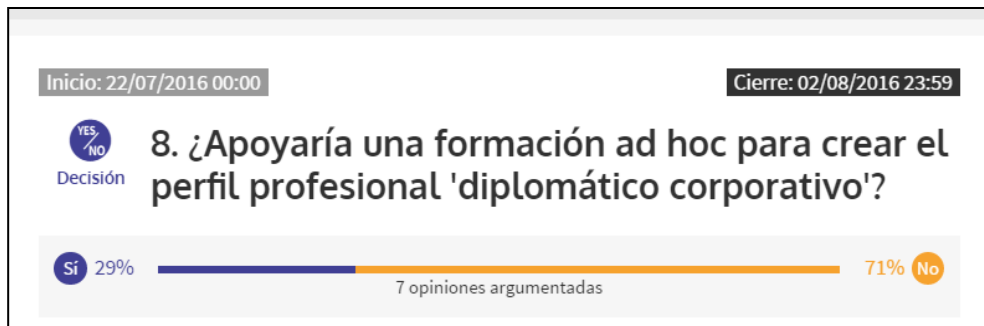 Inicio: 22/07/2016 00:00
Cierre: 02/08/2016 23:59
YES/NO
Decisión
8. ¿Apoyaría una formación ad hoc para crear el
perfil profesional 'diplomático corporativo'?
Sí 29%
71% No
7 opiniones argumentadas